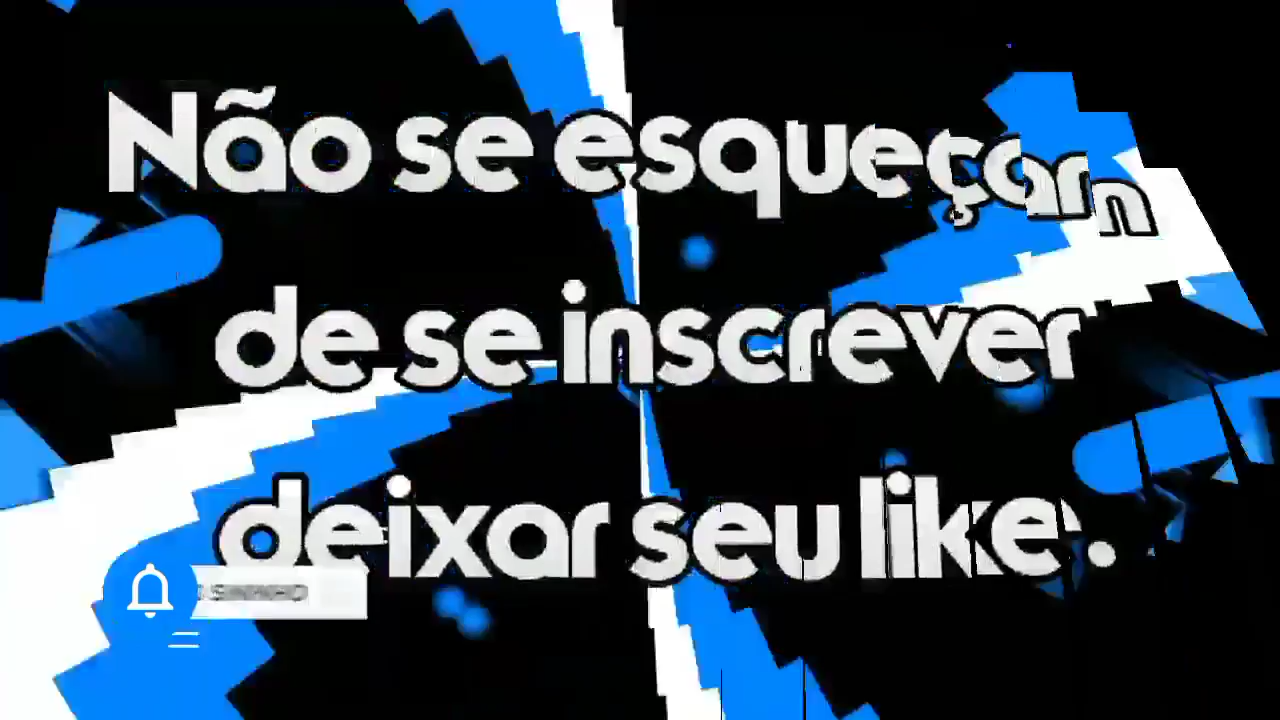 Não se esqueçam
de se inscrever
deixar seu like.